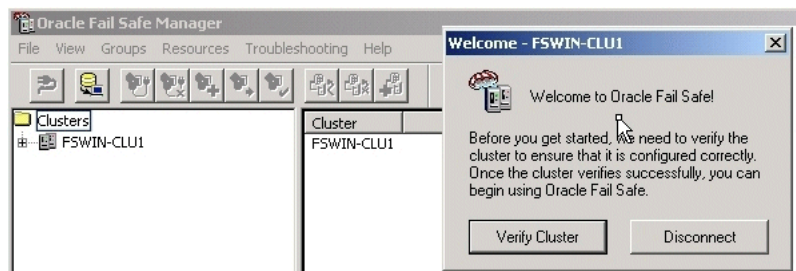 Oracle Fail Safe Manager
File View Groups Resources Troubleshooting Help
Clusters
FSWIN-CLU1
Cluster
FSWIN-CLU1
Welcome - FSWIN-CLU1
Welcome to Oracle Fail Safe!
Before you get started, we need to verify the
cluster to ensure that it is configured correctly.
Once the cluster verifies successfully, you can
begin using Oracle Fail Safe.
Verify Cluster
Disconnect